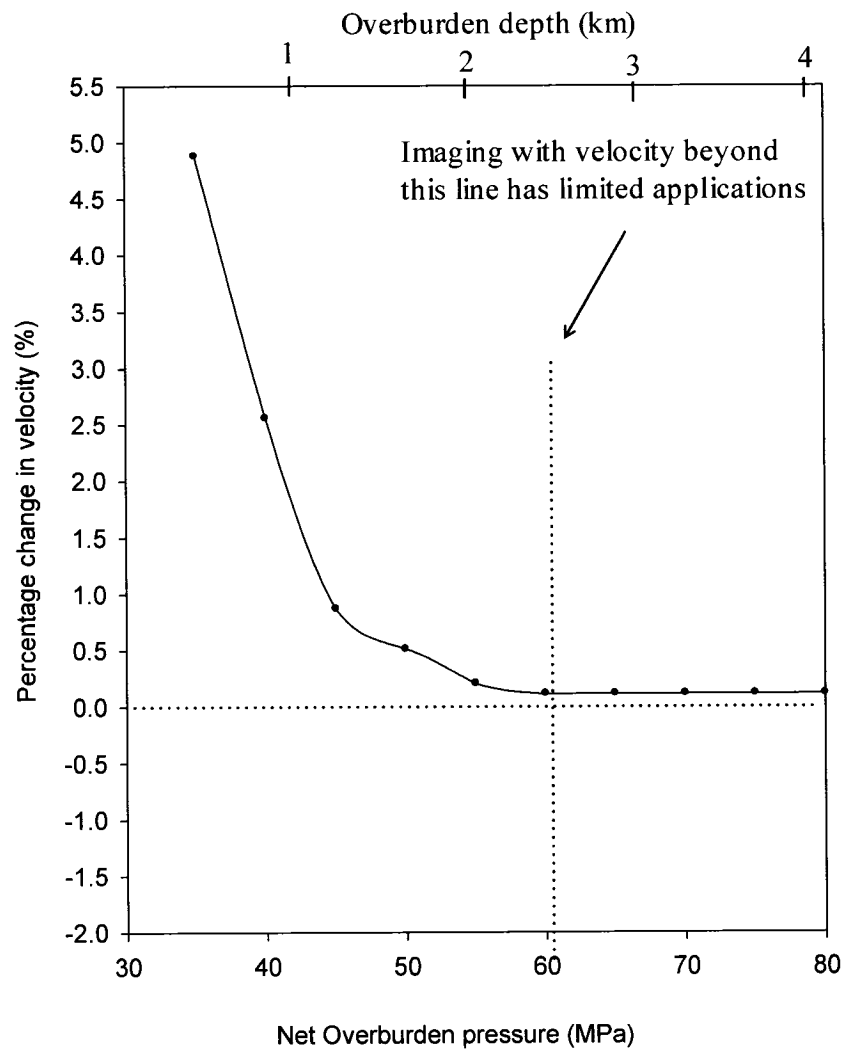 Overburden depth (km)
1 2 3 4
5.5
5.0
4.5
4.0
3.5
3.0
2.5
2.0
1.5
1.0
0.5
0.0
-0.5
-1.0
-1.5
-2.0
Percentage change in velocity (%)
Imaging with velocity beyond
this line has limited applications
30 40 50 60 70 80
Net Overburden pressure (MPa)